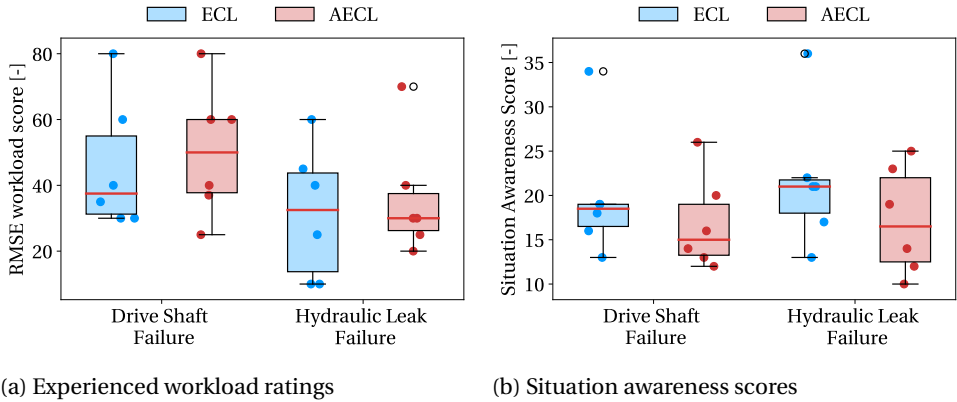 ECL AECL
RMSE workload score [-]
80
60
40
20
Drive Shaft
Failure
Hydraulic Leak
Failure
(a) Experienced workload ratings
ECL AECL
Situation Awareness Score [-]
35
30
25
20
15
10
Drive Shaft
Failure
Hydraulic Leak
Failure
(b) Situation awareness scores